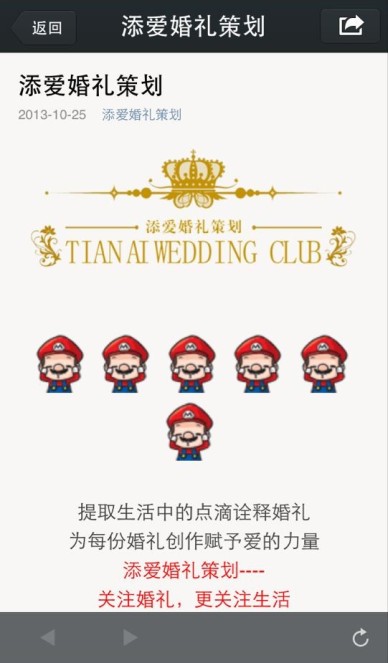 返回
添爱婚礼策划
添爱婚礼策划
2013-10-25 添爱婚礼策划
添爱婚礼策划
TIAN AI WEDDING CLUB
提取生活中的点滴诠释婚礼
为每份婚礼创作赋予爱的力量
添爱婚礼策划----
关注婚礼，更关注生活